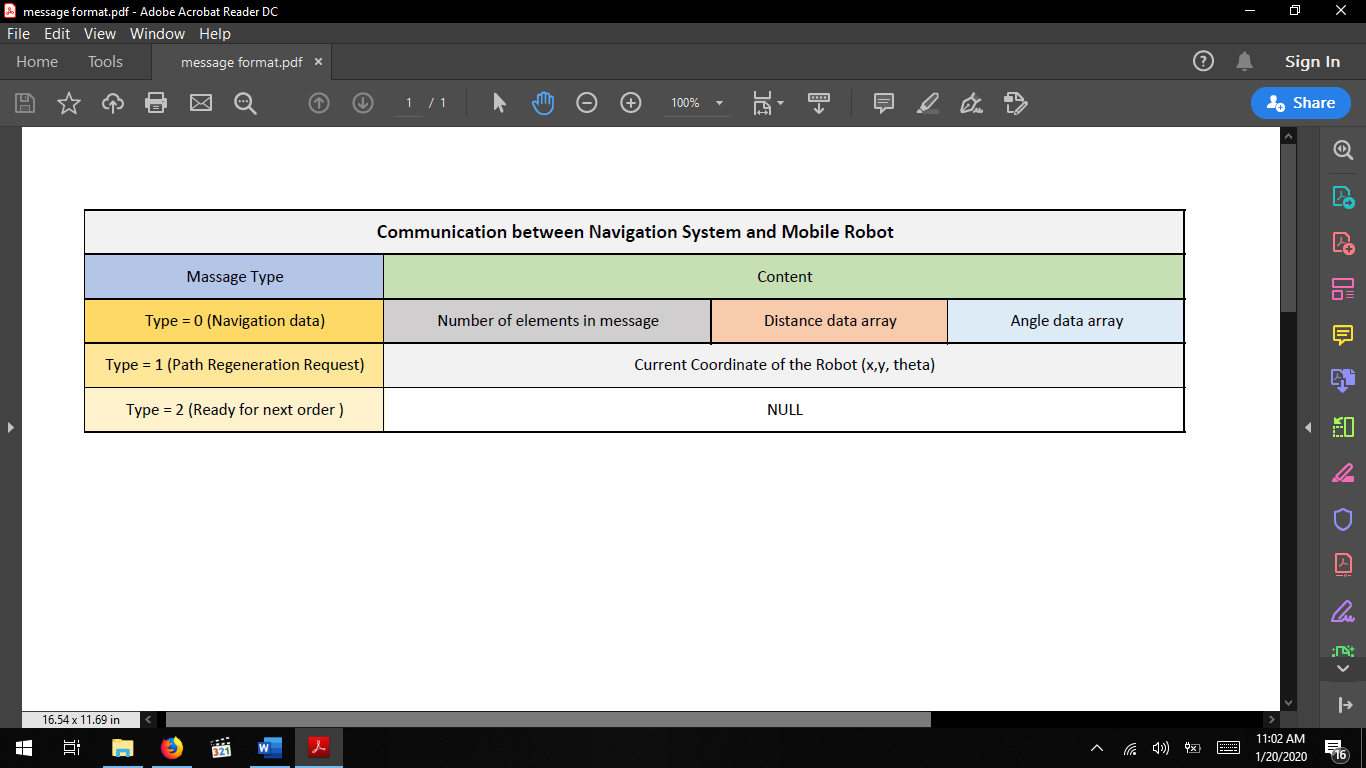 message format.pdf - Adobe Acrobat Reader DC
File Edit View Window Help
Home Tools message format.pdf × Sign In
1 / 1 100% Share
Communication between Navigation System and Mobile Robot
Massage Type Content
Type = 0 (Navigation data) Number of elements in message Distance data array Angle data array
Type = 1 (Path Regeneration Request) Current Coordinate of the Robot (x,y, theta)
Type = 2 (Ready for next order ) NULL
16.54 x 11.69 in
321
11:02 AM
1/20/2020
16